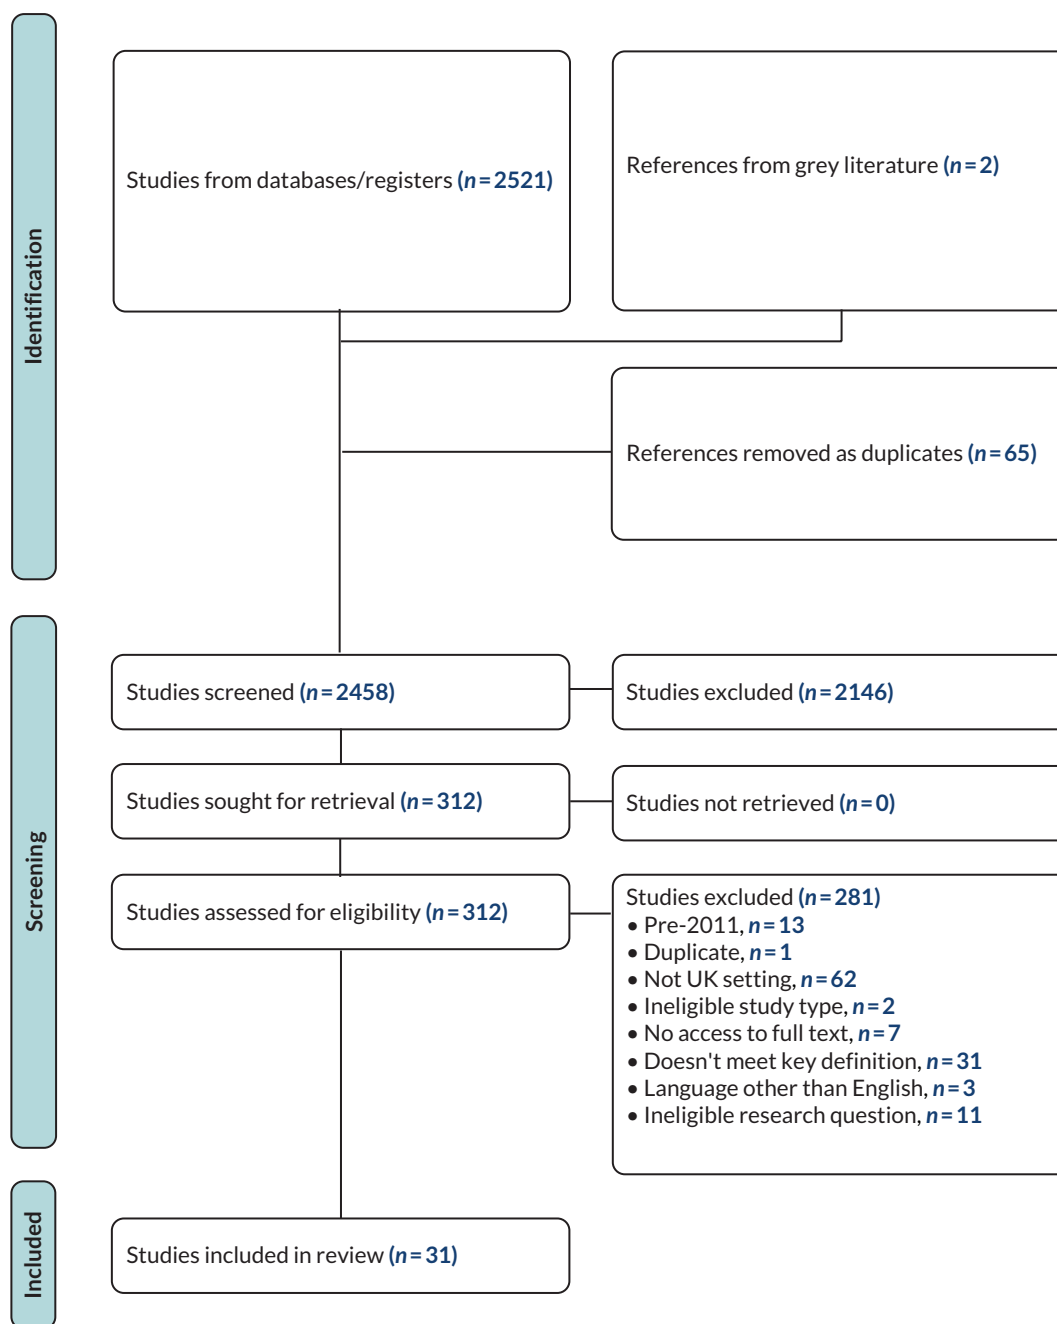 Identification
Studies from databases/registers (n=2521)
References from grey literature (n=2)
References removed as duplicates (n=65)
Screening
Studies screened (n=2458)
Studies excluded (n=2146)
Studies sought for retrieval (n=312)
Studies not retrieved (n=0)
Studies assessed for eligibility (n=312)
Studies excluded (n=281)
• Pre-2011, n=13
• Duplicate, n=1
• Not UK setting, n=62
• Ineligible study type, n=2
• No access to full text, n=7
• Doesn't meet key definition, n=31
• Language other than English, n=3
• Ineligible research question, n=11
Included
Studies included in review (n=31)